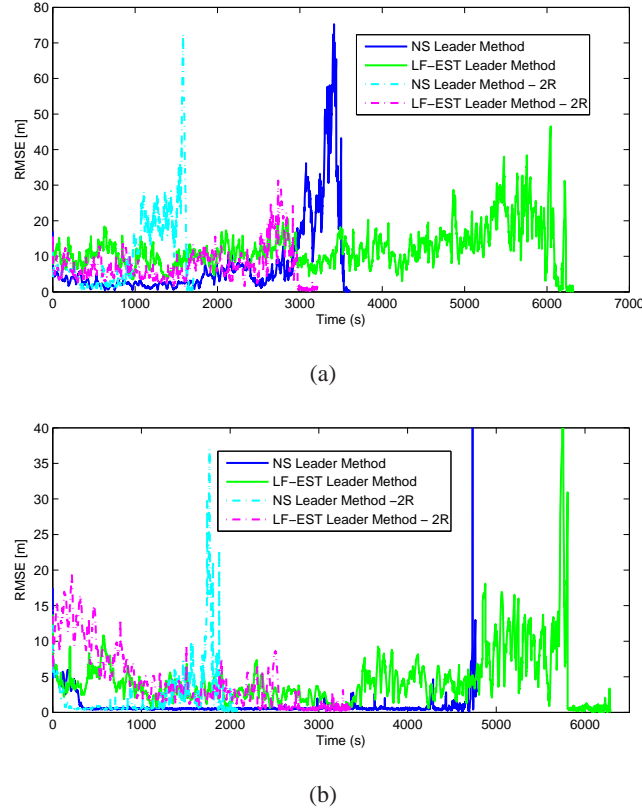 80
70
60
50
40
30
20
10
0
RMSE [m]
NS Leader Method
LF−EST Leader Method
NS Leader Method − 2R
LF−EST Leader Method − 2R
0 1000 2000 3000 4000 5000 6000 7000
Time (s)
(a)
40
35
30
25
20
15
10
5
0
RMSE [m]
NS Leader Method
LF−EST Leader Method
NS Leader Method −2R
LF−EST Leader Method − 2R
0 1000 2000 3000 4000 5000 6000
Time (s)
(b)